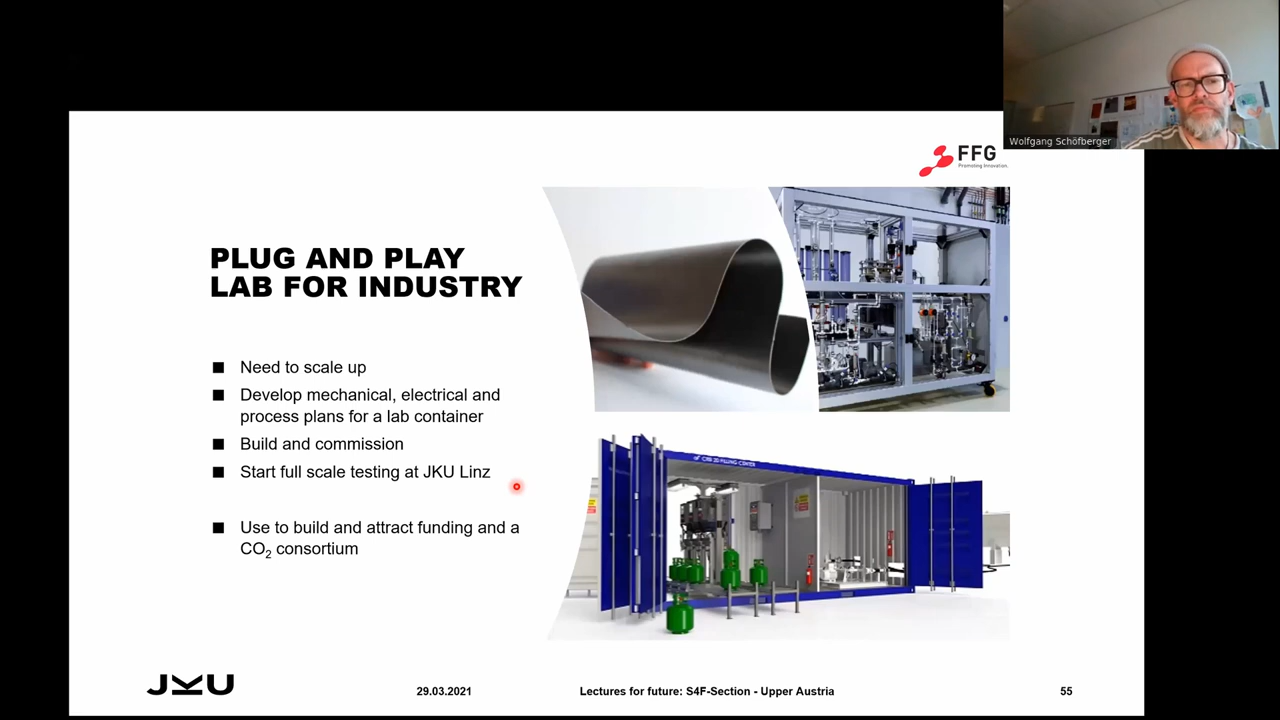 Wolfgang Schöfberger
FFG
Promoting Innovation.
PLUG AND PLAY
LAB FOR INDUSTRY
■ Need to scale up
■ Develop mechanical, electrical and
process plans for a lab container
■ Build and commission
■ Start full scale testing at JKU Linz
■ Use to build and attract funding and a
CO₂ consortium
JKU
29.03.2021
Lectures for future: S4F-Section - Upper Austria
55